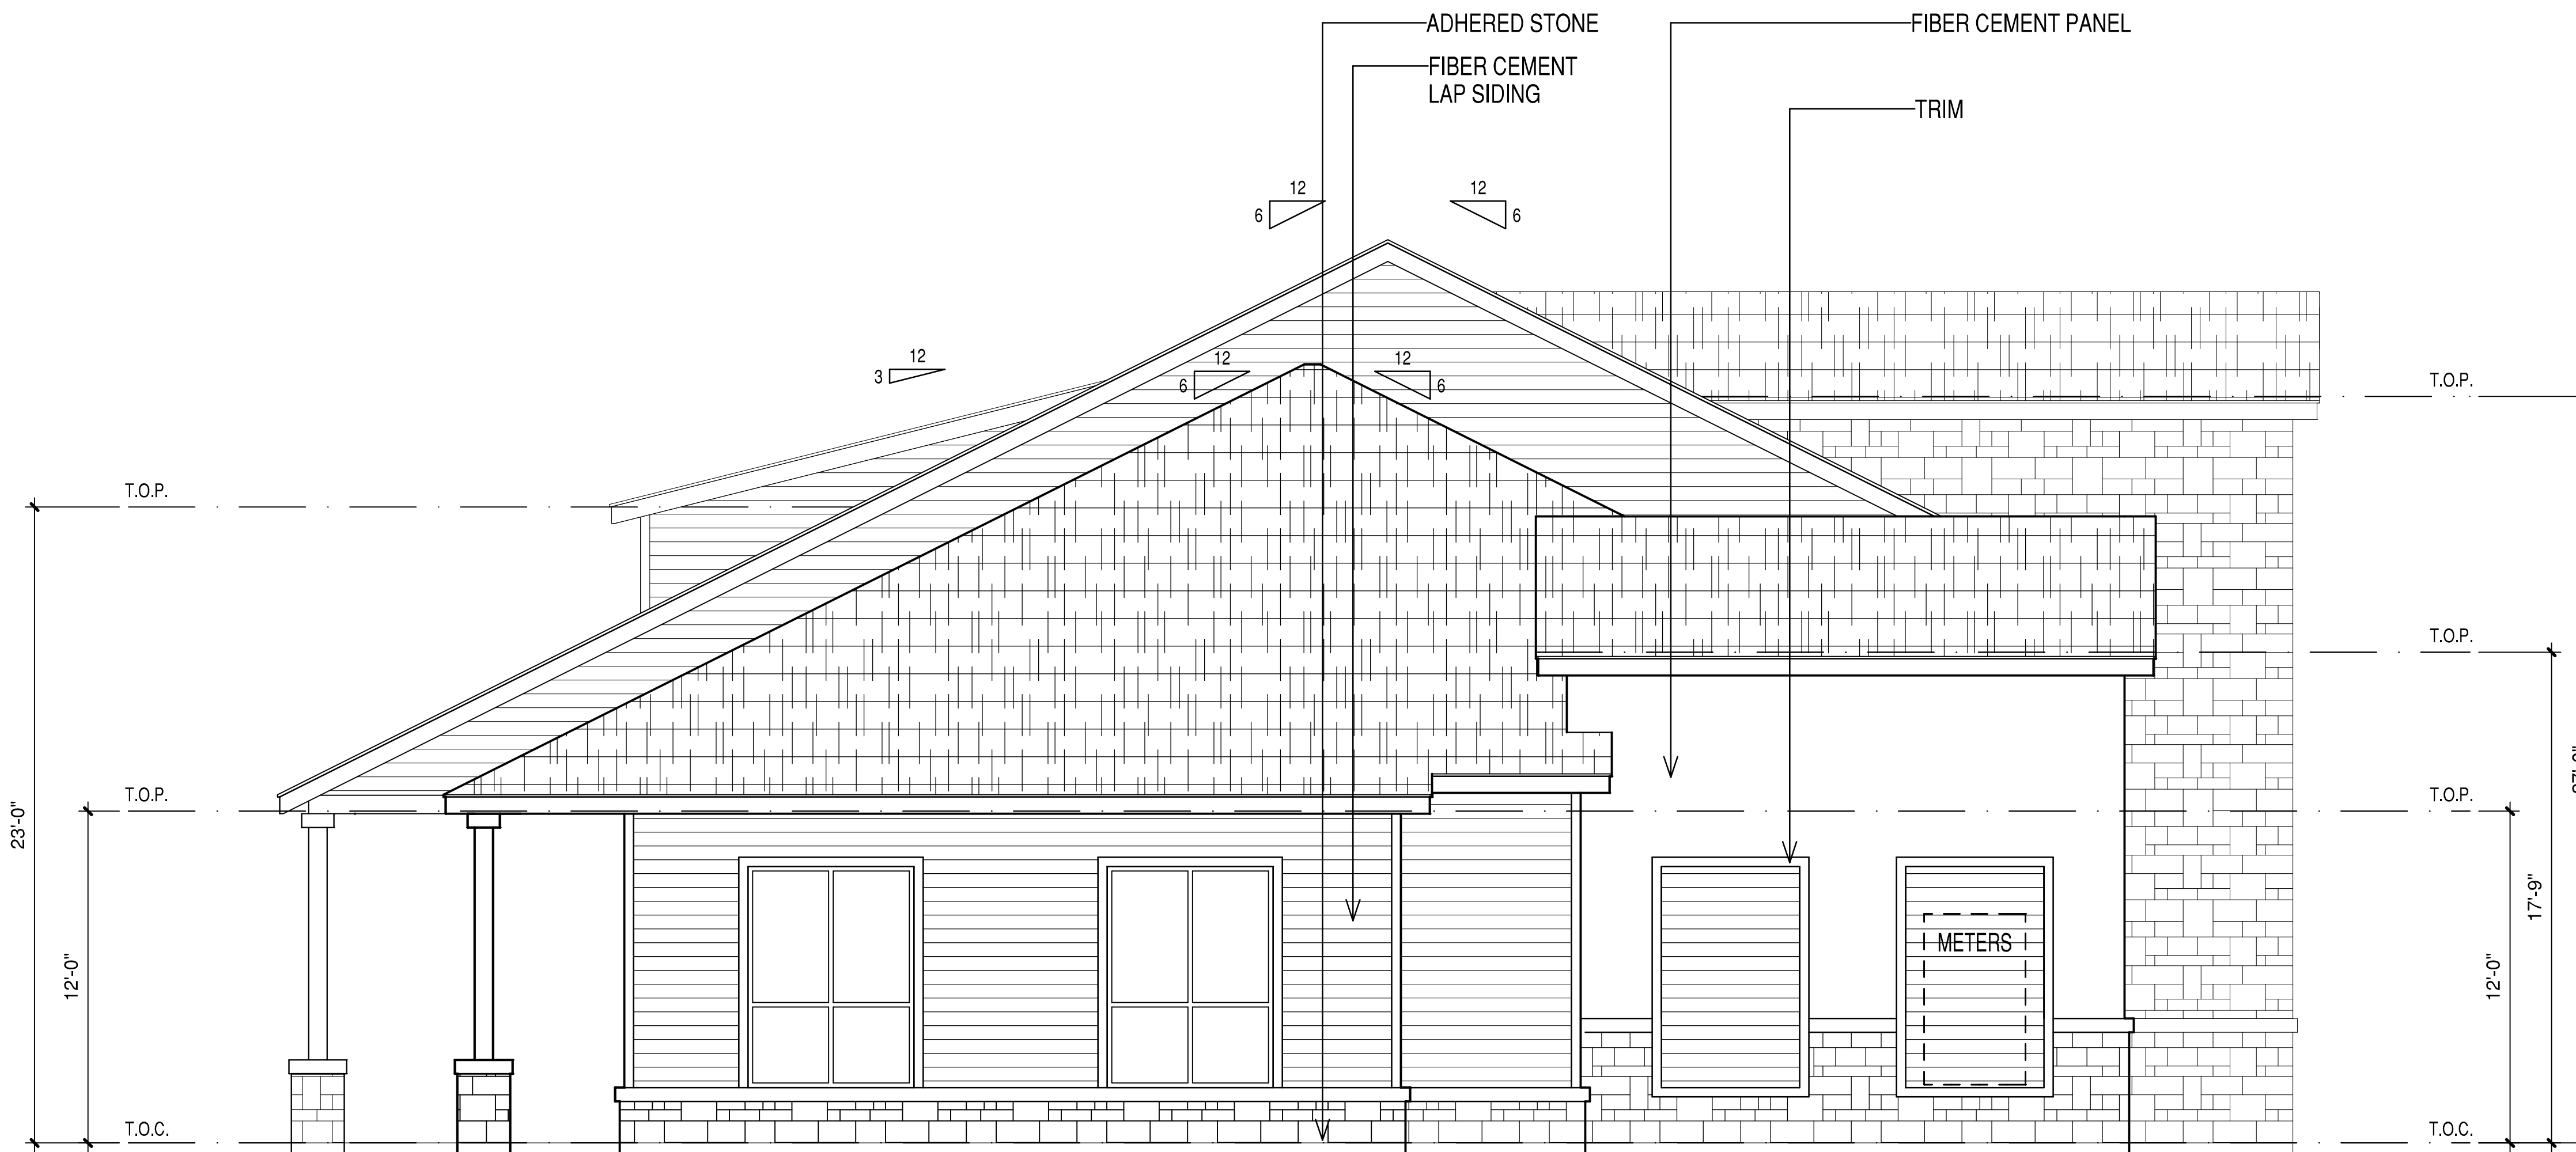 ADHERED STONE
FIBER CEMENT PANEL
FIBER CEMENT
LAP SIDING
TRIM
12
12
6
6
12
3
12
12
6
6
T.O.P.
T.O.P.
T.O.P.
T.O.P.
T.O.P.
23'-0"
12'-0"
17'-9"
12'-0"
METERS
T.O.C.
T.O.C.